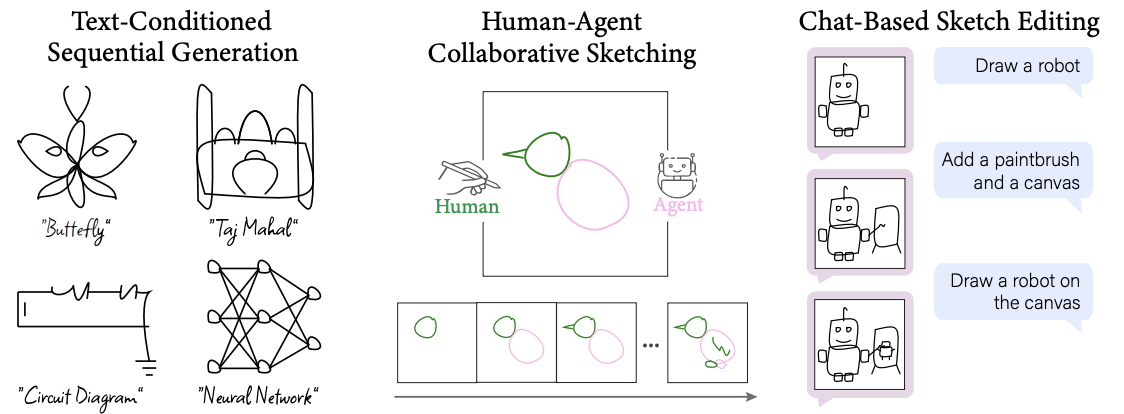 Text-Conditioned
Sequential Generation
"Buttefly"
"Taj Mahal"
"Circuit Diagram"
"Neural Network"
Human-Agent
Collaborative Sketching
Human
Agent
...
Chat-Based Sketch Editing
Draw a robot
Add a paintbrush
and a canvas
Draw a robot on
the canvas